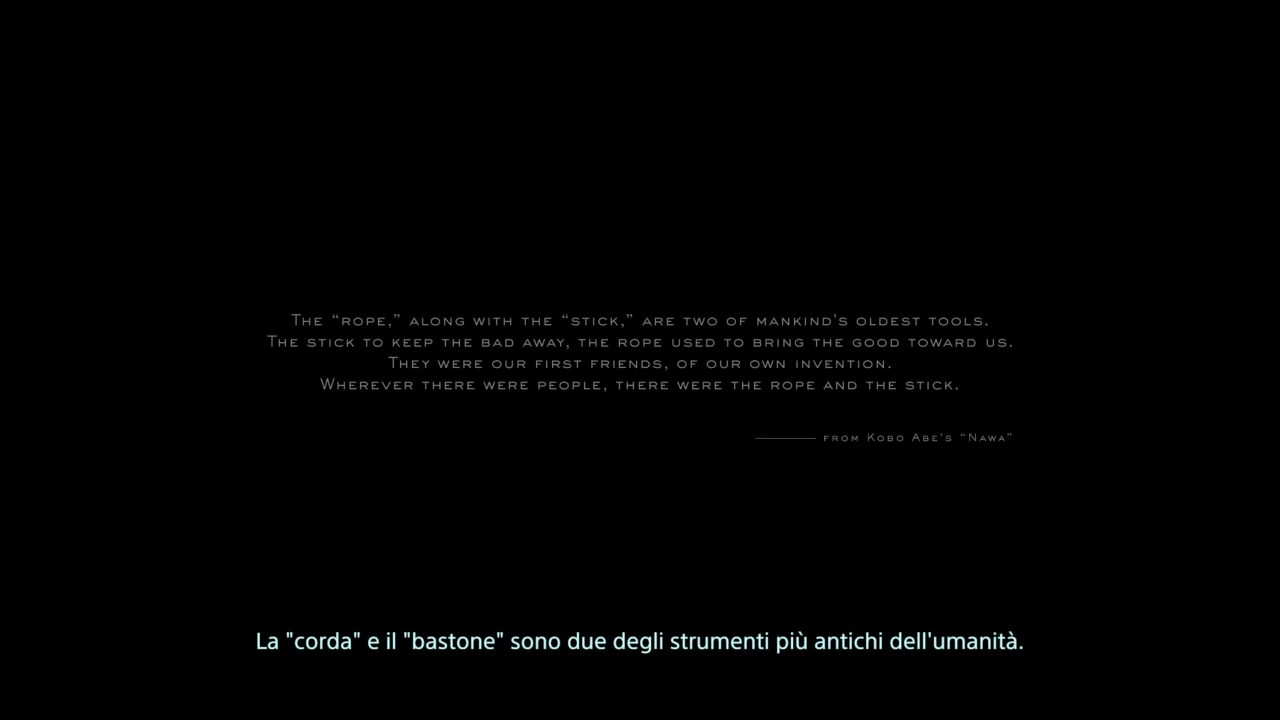 The “rope,” along with the “stick,” are two of mankind's oldest tools.
The stick to keep the bad away, the rope used to bring the good toward us.
They were our first friends, of our own invention.
Wherever there were people, there were the rope and the stick.
from Kobo Abe's “Nawa”
La "corda" e il "bastone" sono due degli strumenti più antichi dell'umanità.